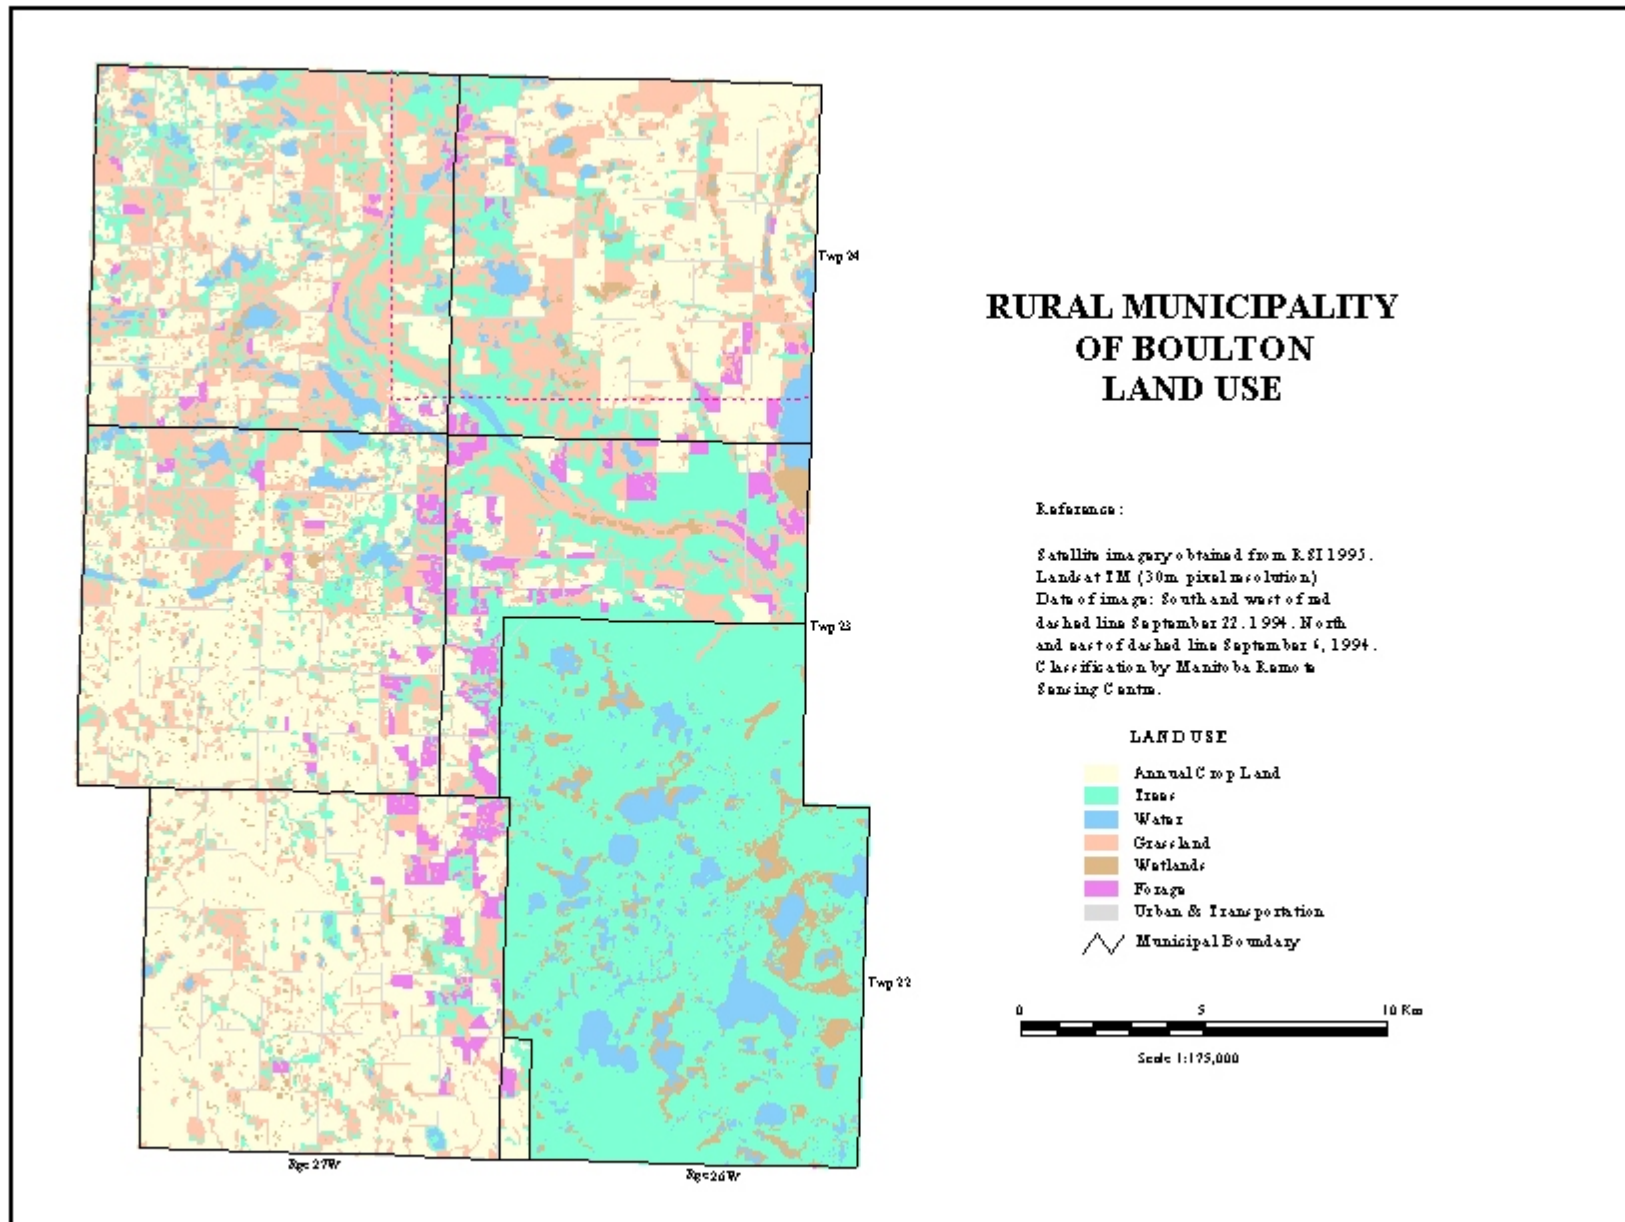 Twp 24
RURAL MUNICIPALITY
OF BOULTON
LAND USE
Reference:
Satellite imagery obtained from RSI 1995.
Landsat TM (30m pixel resolution)
Date of image: South and west of red
dashed line September 22. 1994. North
and east of dashed line September 6, 1994.
Classification by Manitoba Remote
Sensing Centre.
Twp 23
LAND USE
Annual Crop Land
Trees
Water
Grassland
Wetlands
Forage
Urban & Transportation
Municipal Boundary
Twp 22
0 5 10 Km
Scale 1:175,000
Rge 27W
Rge 26W